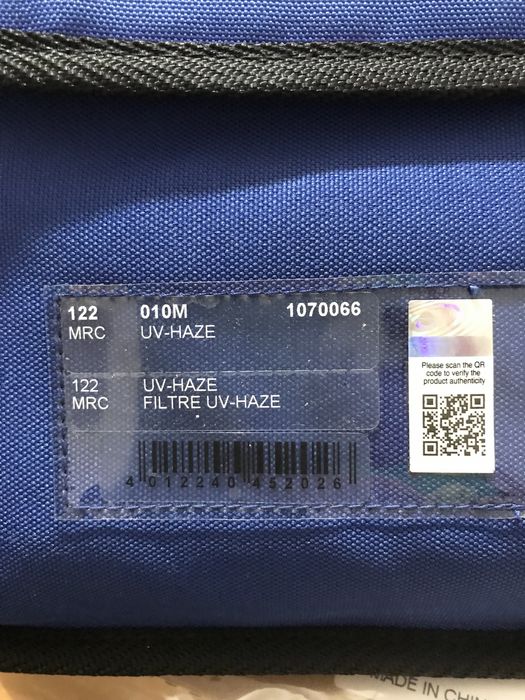 122 010M 1070066
MRC UV-HAZE
122 UV-HAZE
MRC FILTRE UV-HAZE
4 012240 452026
Please scan the QR
code to verify the
product authenticity
MADE IN